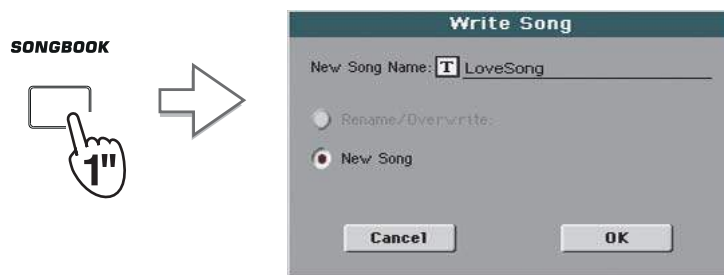 SONGBOOK
1"
Write Song
New Song Name: T LoveSong
Rename/Overwrite:
New Song
Cancel OK